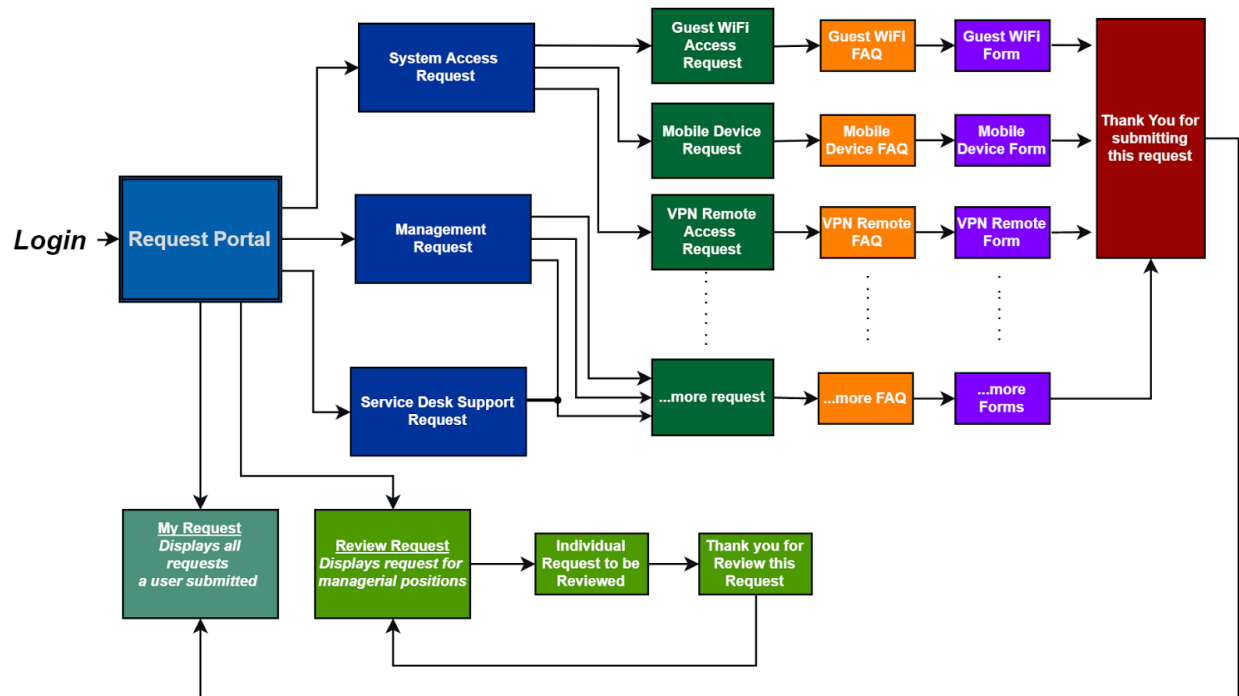 Login
Request Portal
System Access
Request
Management
Request
Service Desk Support
Request
Guest WiFi
Access
Request
Guest WiFi
FAQ
Guest WiFi
Form
Mobile Device
Request
Mobile
Device FAQ
Mobile
Device Form
VPN Remote
Access
Request
VPN Remote
FAQ
VPN Remote
Form
...more request
...more FAQ
...more
Forms
Thank You for
submitting
this request
My Request
Displays all
requests
a user submitted
Review Request
Displays request for
managerial positions
Individual
Request to be
Reviewed
Thank you for
Review this
Request